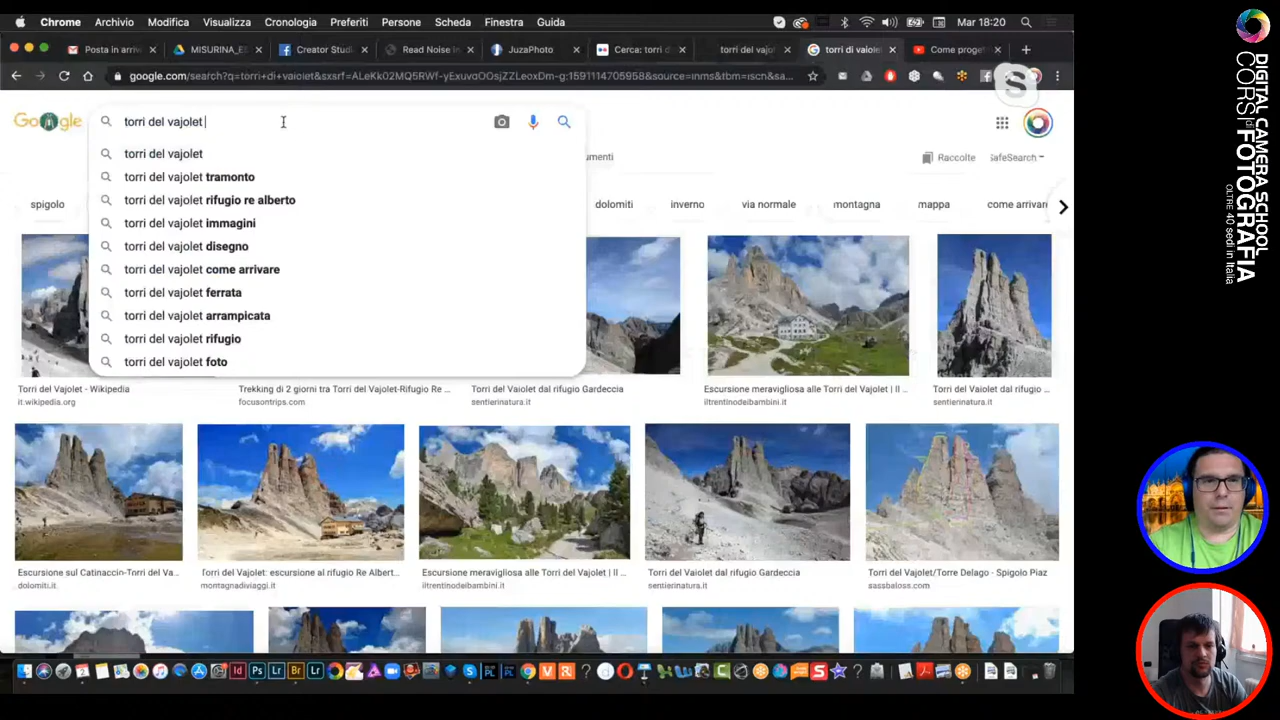 Chrome Archivio Modifica Visualizza Cronologia Preferiti Persone Scheda Finestra Guida Mar 18:20
Posta in arriv MISURINA_E Creator Studi Read Noise in JuzaPhoto Cerca: torri d torri del vaju torri di vaiolet Come proget
google.com/search?q=torri+di+vaiolet&sxsrf=
torri del vajolet
torri del vajolet
torri del vajolet tramonto
torri del vajolet rifugio re alberto
torri del vajolet immagini
torri del vajolet disegno
torri del vajolet come arrivare
torri del vajolet ferrata
torri del vajolet arrampicata
torri del vajolet rifugio
torri del vajolet foto
umenti
Raccolte
SafeSearch
spigolo dolomiti inverno via normale montagna mappa come arrivar
Torri del Vajolet - Wikipedia
it.wikipedia.org
Trekking di 2 giorni tra Torri del Vajolet-Rifugio Re ...
focusontrips.com
Torri del Vaiolet dal rifugio Gardeccia
sentierinatura.it
Escursione meravigliosa alle Torri del Vajolet | Il ...
iltrentinodeibambini.it
Torri del Vaiolet dal rifugio ...
sentierinatura.it
Escursione sul Catinaccio-Torri del Va...
dolomiti.it
Torri del Vajolet: escursione al rifugio Re Albert...
montagnadiviaggi.it
Escursione meravigliosa alle Torri del Vajolet | Il ...
iltrentinodeibambini.it
Torri del Vaiolet dal rifugio Gardeccia
sentierinatura.it
Torri del Vajolet/Torre Delago - Spigolo Piaz
sassbaloss.com
DIGITAL CAMERA SCHOOL
CORSI di FOTOGRAFIA
OLTRE 40 sedi in Italia